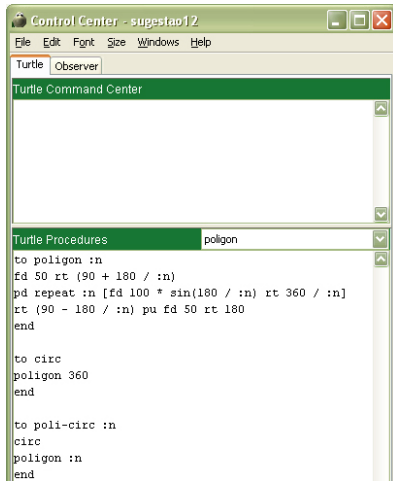 Control Center - sugestao12
File Edit Font Size Windows Help
Turtle Observer
Turtle Command Center
Turtle Procedures poligon
to poligon :n
fd 50 rt (90 + 180 / :n)
pd repeat :n [fd 100 * sin(180 / :n) rt 360 / :n]
rt (90 - 180 / :n) pu fd 50 rt 180
end
to circ
poligon 360
end
to poli-circ :n
circ
poligon :n
end